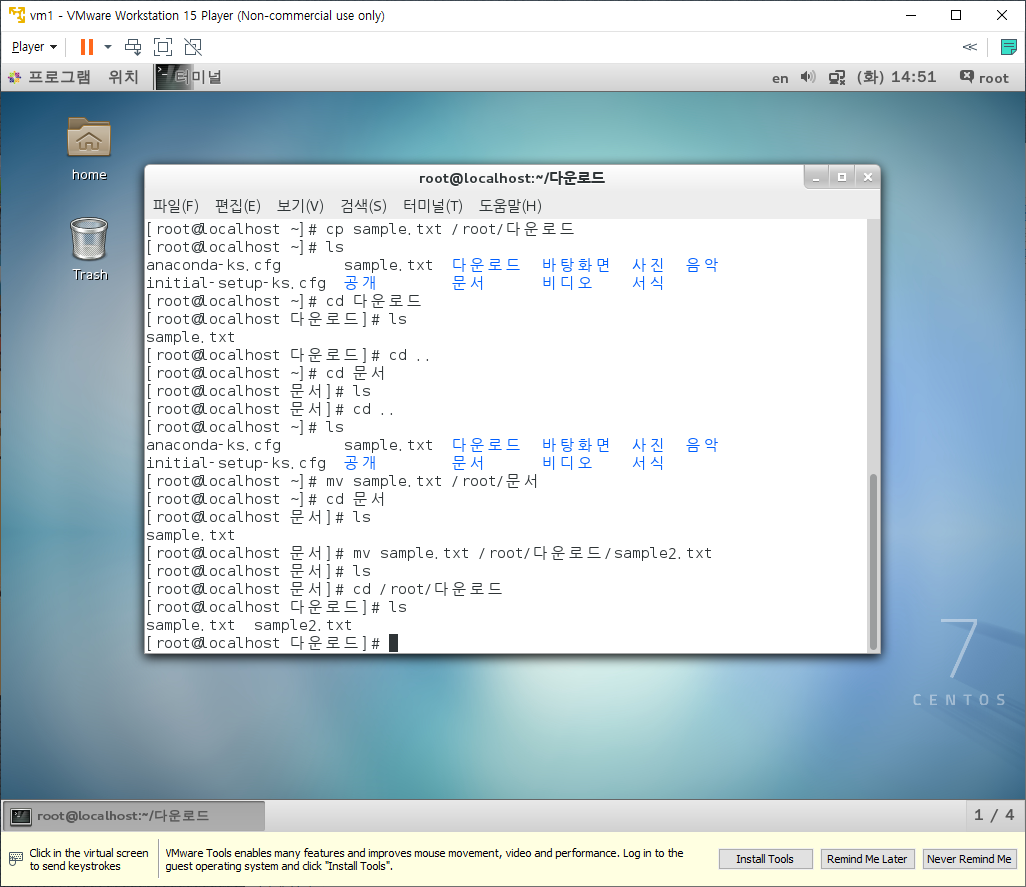 vm1 - VMware Workstation 15 Player (Non-commercial use only)
Player
프로그램 위치 터미널 en (화) 14:51 root
home
Trash
root@localhost:~/다운로드
파일(F) 편집(E) 보기(V) 검색(S) 터미널(T) 도움말(H)
[root@localhost ~]# cp sample.txt /root/다운로드
[root@localhost ~]# ls
anaconda-ks.cfg sample.txt 다운로드 바탕화면 사진 음악
initial-setup-ks.cfg 공개 문서 비디오 서식
[root@localhost ~]# cd 다운로드
[root@localhost 다운로드]# ls
sample.txt
[root@localhost 다운로드]# cd ..
[root@localhost ~]# cd 문서
[root@localhost 문서]# ls
[root@localhost 문서]# cd ..
[root@localhost ~]# ls
anaconda-ks.cfg sample.txt 다운로드 바탕화면 사진 음악
initial-setup-ks.cfg 공개 문서 비디오 서식
[root@localhost ~]# mv sample.txt /root/문서
[root@localhost ~]# cd 문서
[root@localhost 문서]# ls
sample.txt
[root@localhost 문서]# mv sample.txt /root/다운로드/sample2.txt
[root@localhost 문서]# ls
[root@localhost 문서]# cd /root/다운로드
[root@localhost 다운로드]# ls
sample.txt sample2.txt
[root@localhost 다운로드]#
7
CENTOS
root@localhost:~/다운로드 1 / 4
Click in the virtual screen
to send keystrokes
VMware Tools enables many features and improves mouse movement, video and performance. Log in to the
guest operating system and click "Install Tools".
Install Tools Remind Me Later Never Remind Me